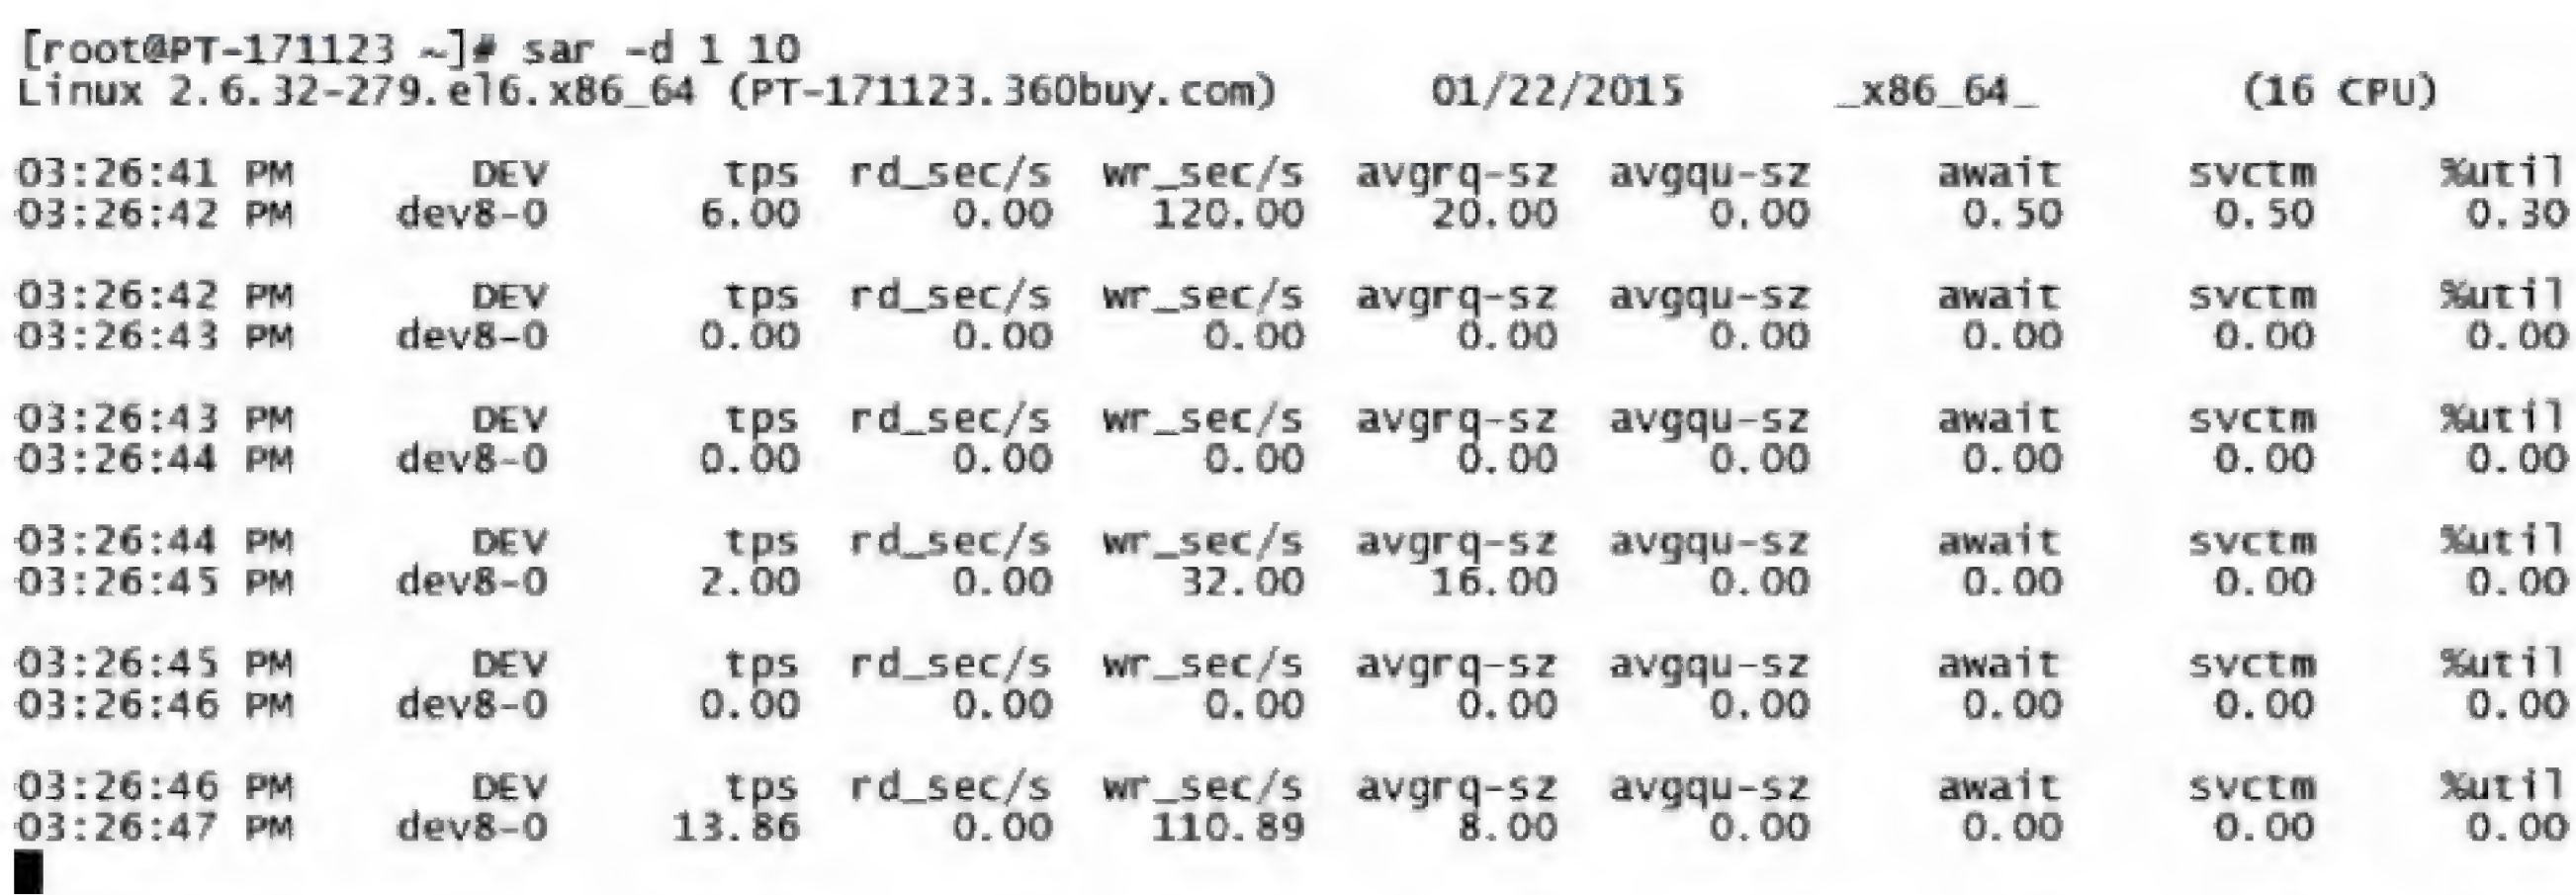 [root@PT-171123 ~]# sar -d 1 10
Linux 2.6.32-279.el6.x86_64 (PT-171123.360buy.com) 01/22/2015 _x86_64_ (16 CPU)
03:26:41 PM DEV tps rd_sec/s wr_sec/s avgrq-sz avgqu-sz await svctm %util
03:26:42 PM dev8-0 6.00 0.00 120.00 20.00 0.00 0.50 0.50 0.30
03:26:42 PM DEV tps rd_sec/s wr_sec/s avgrq-sz avgqu-sz await svctm %util
03:26:43 PM dev8-0 0.00 0.00 0.00 0.00 0.00 0.00 0.00 0.00
03:26:43 PM DEV tps rd_sec/s wr_sec/s avgrq-sz avgqu-sz await svctm %util
03:26:44 PM dev8-0 0.00 0.00 0.00 0.00 0.00 0.00 0.00 0.00
03:26:44 PM DEV tps rd_sec/s wr_sec/s avgrq-sz avgqu-sz await svctm %util
03:26:45 PM dev8-0 2.00 0.00 32.00 16.00 0.00 0.00 0.00 0.00
03:26:45 PM DEV tps rd_sec/s wr_sec/s avgrq-sz avgqu-sz await svctm %util
03:26:46 PM dev8-0 0.00 0.00 0.00 0.00 0.00 0.00 0.00 0.00
03:26:46 PM DEV tps rd_sec/s wr_sec/s avgrq-sz avgqu-sz await svctm %util
03:26:47 PM dev8-0 13.86 0.00 110.89 8.00 0.00 0.00 0.00 0.00